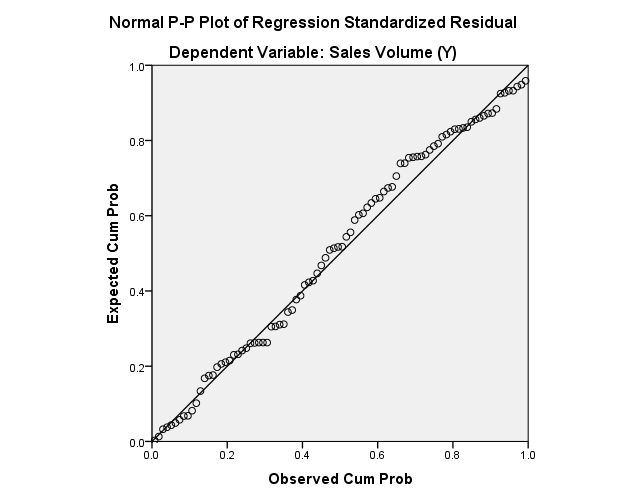 Normal P-P Plot of Regression Standardized Residual
Dependent Variable: Sales Volume (Y)
1.0
0.8
0.6
0.4
0.2
0.0
Expected Cum Prob
0.0 0.2 0.4 0.6 0.8 1.0
Observed Cum Prob